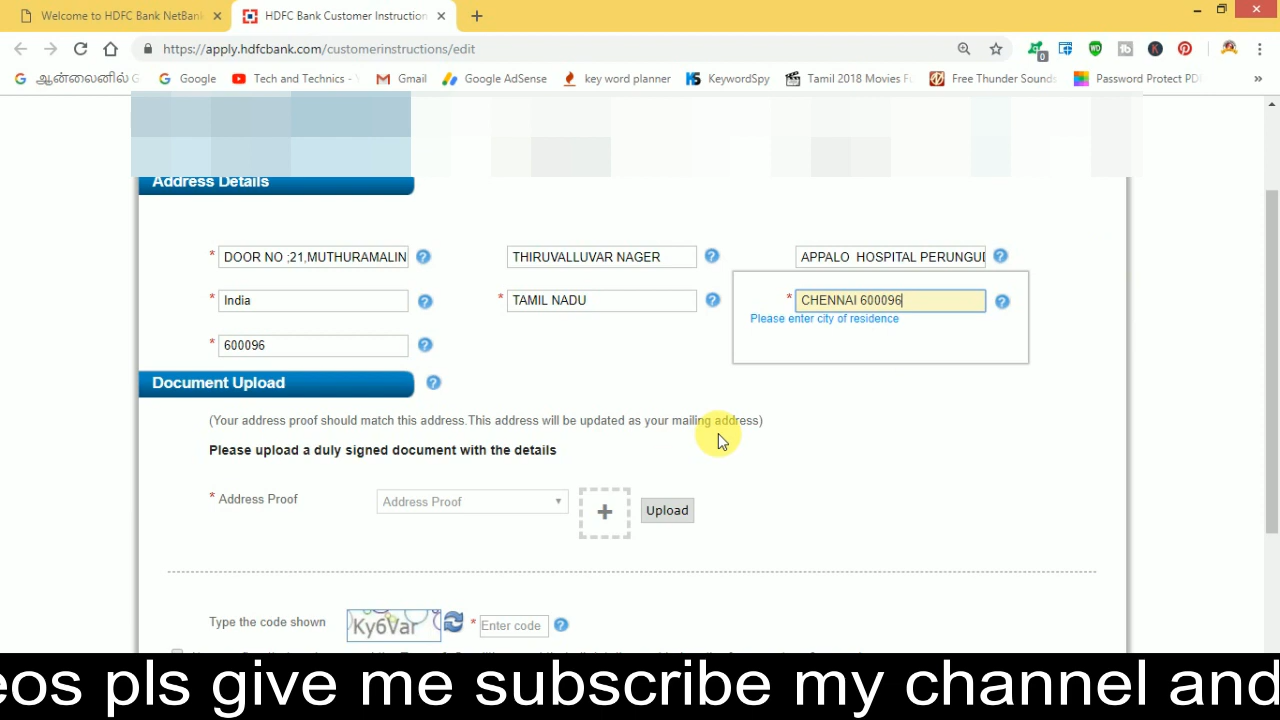 Welcome to HDFC Bank NetBank
HDFC Bank Customer Instruction
https://apply.hdfcbank.com/customerinstructions/edit
0
ஆன்லைனில் G
Google
Tech and Technics -
Gmail
Google AdSense
key word planner
KeywordSpy
Tamil 2018 Movies Fu
Free Thunder Sounds
Password Protect PD
Address Details
* DOOR NO ;21,MUTHURAMALIN
THIRUVALLUVAR NAGER
APPALO HOSPITAL PERUNGUD
* India
* TAMIL NADU
* CHENNAI 600096
Please enter city of residence
* 600096
Document Upload
(Your address proof should match this address.This address will be updated as your mailing address)
Please upload a duly signed document with the details
* Address Proof
Address Proof
+
Upload
Type the code shown
Ky6Var
* Enter code
eos pls give me subscribe my channel and